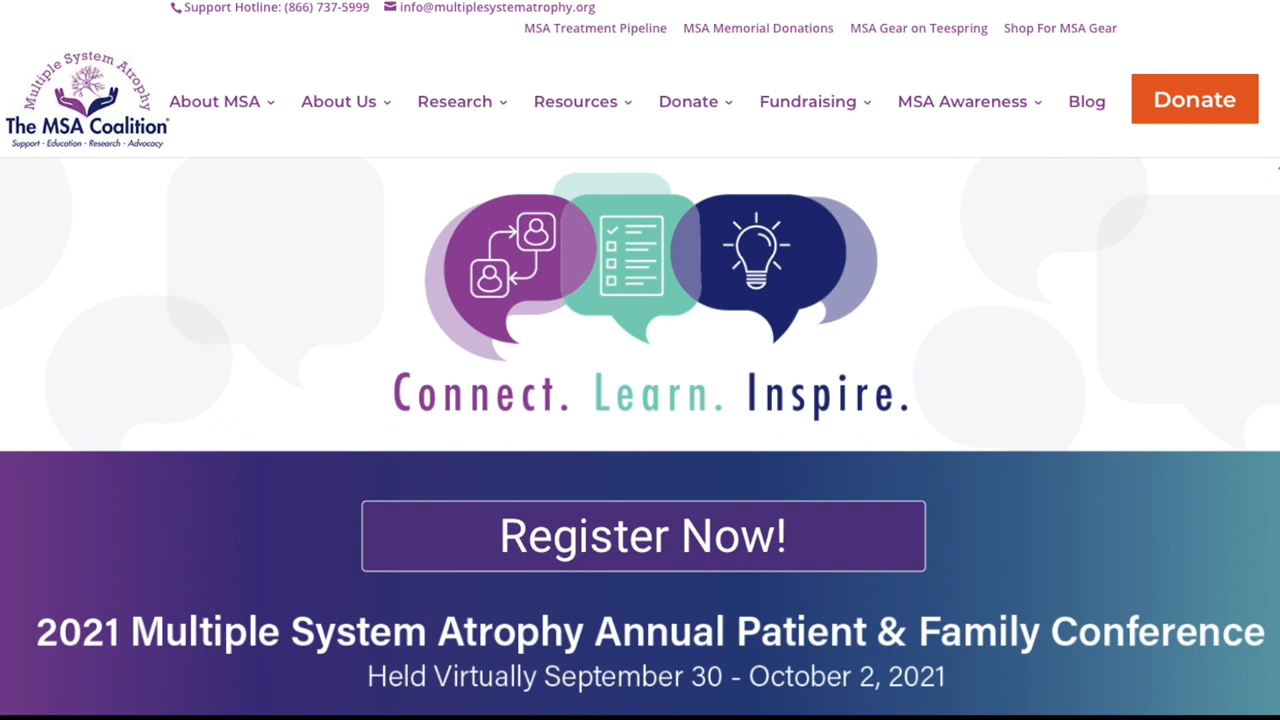 Support Hotline: (866) 737-5999 info@multiplesystematrophy.org
MSA Treatment Pipeline MSA Memorial Donations MSA Gear on Teespring Shop For MSA Gear
Multiple System Atrophy
The MSA Coalition®
Support - Education - Research - Advocacy
About MSA About Us Research Resources Donate Fundraising MSA Awareness Blog Donate
Connect. Learn. Inspire.
Register Now!
2021 Multiple System Atrophy Annual Patient & Family Conference
Held Virtually September 30 - October 2, 2021